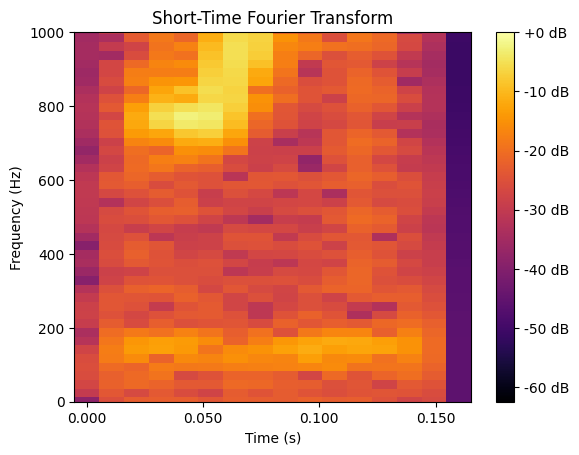 Short-Time Fourier Transform
1000
800
600
400
200
0
Frequency (Hz)
0.000
0.050
0.100
0.150
Time (s)
+0 dB
-10 dB
-20 dB
-30 dB
-40 dB
-50 dB
-60 dB